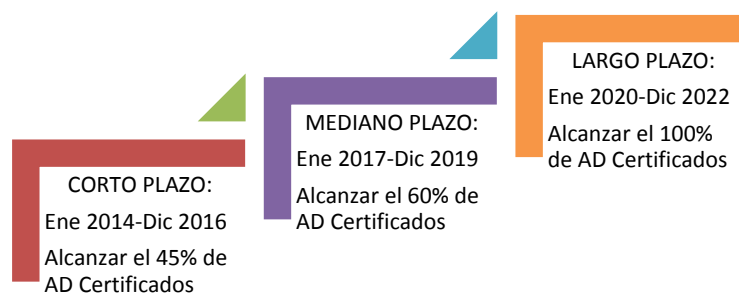 CORTO PLAZO:
Ene 2014-Dic 2016
Alcanzar el 45% de
AD Certificados
MEDIANO PLAZO:
Ene 2017-Dic 2019
Alcanzar el 60% de
AD Certificados
LARGO PLAZO:
Ene 2020-Dic 2022
Alcanzar el 100%
de AD Certificados